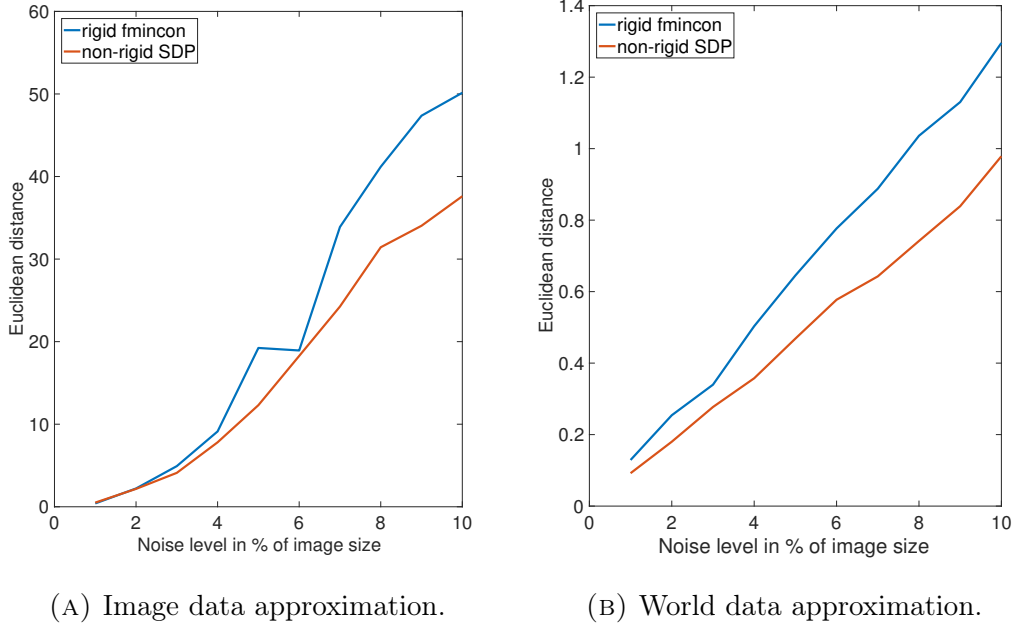 60
50
40
30
20
10
0
0
2
4
6
8
10
Euclidean distance
Noise level in % of image size
rigid fmincon
non-rigid SDP
(A) Image data approximation.
1.4
1.2
1
0.8
0.6
0.4
0.2
0
0
2
4
6
8
10
Euclidean distance
Noise level in % of image size
rigid fmincon
non-rigid SDP
(B) World data approximation.